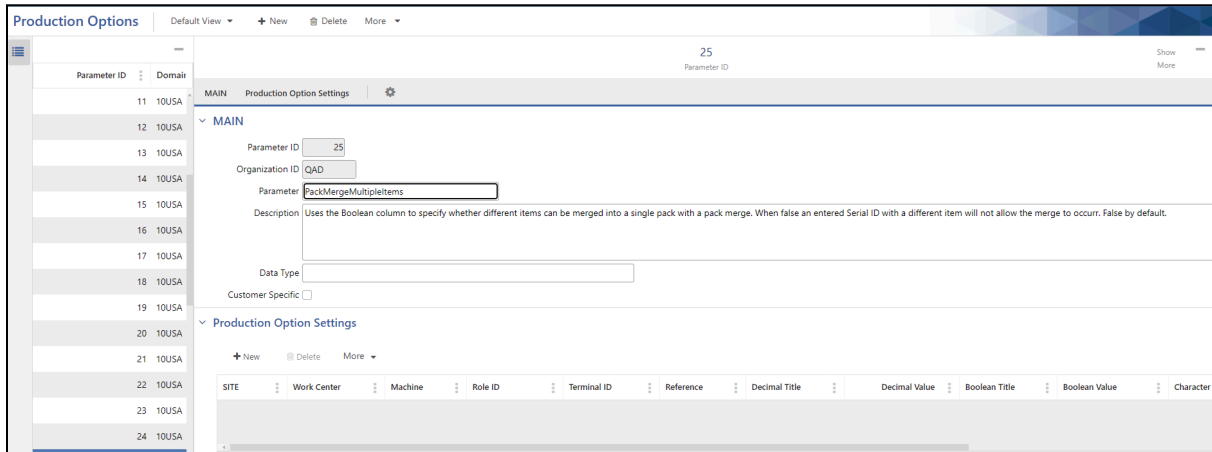 Production Options Default View + New Delete More
25
Parameter ID
Show
More
Parameter ID Domain
MAIN Production Option Settings
11 10USA
12 10USA
13 10USA
14 10USA
15 10USA
16 10USA
17 10USA
18 10USA
19 10USA
20 10USA
21 10USA
22 10USA
23 10USA
24 10USA
MAIN
Parameter ID 25
Organization ID QAD
Parameter PackMergeMultipleItems
Description Uses the Boolean column to specify whether different items can be merged into a single pack with a pack merge. When false an entered Serial ID with a different item will not allow the merge to occurr. False by default.
Data Type
Customer Specific
Production Option Settings
+ New Delete More
SITE Work Center Machine Role ID Terminal ID Reference Decimal Title Decimal Value Boolean Title Boolean Value Character